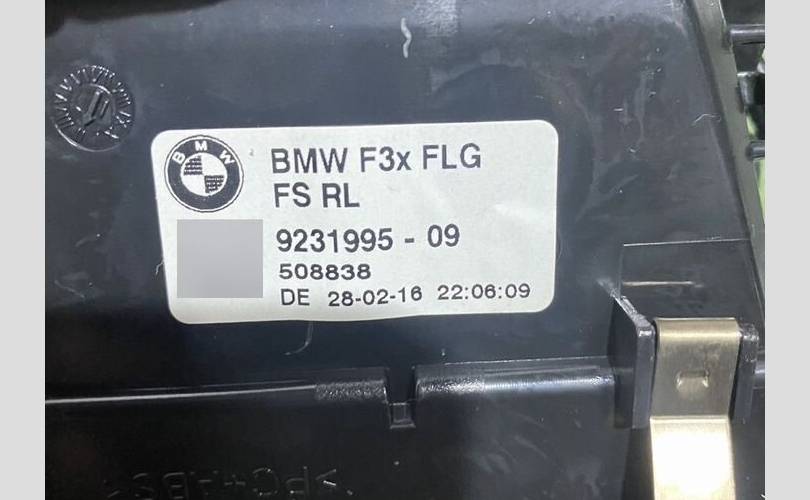 BMW
BMW F3x FLG
FS RL
9231995 - 09
508838
DE 28-02-16 22:06:09